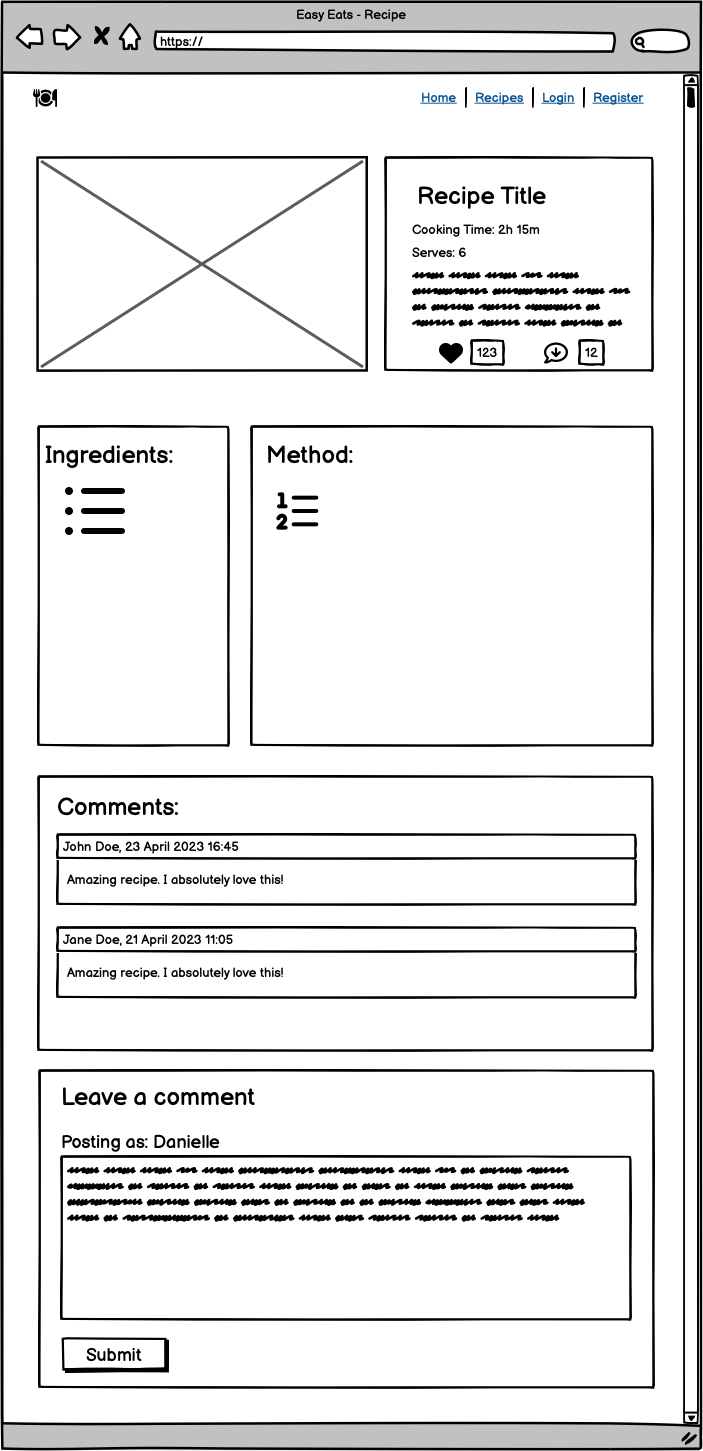 Easy Eats - Recipe
https://
Home Recipes Login Register
Recipe Title
Cooking Time: 2h 15m
Serves: 6
123 12
Ingredients:
Method:
1
2
Comments:
John Doe, 23 April 2023 16:45
Amazing recipe. I absolutely love this!
Jane Doe, 21 April 2023 11:05
Amazing recipe. I absolutely love this!
Leave a comment
Posting as: Danielle
Submit